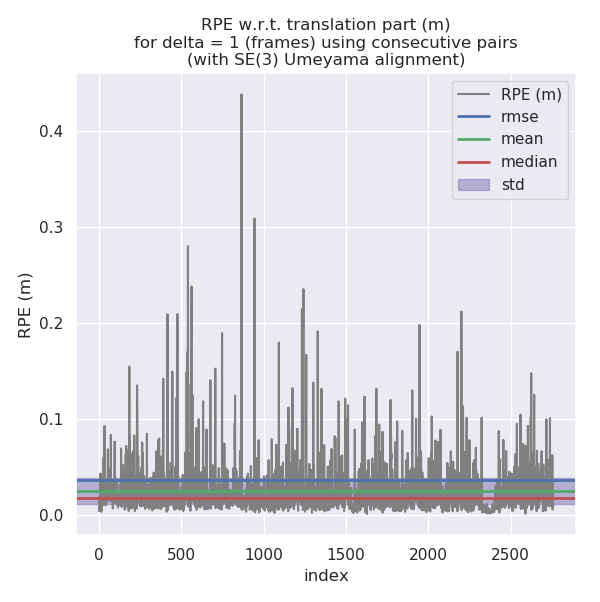 RPE w.r.t. translation part (m)
for delta = 1 (frames) using consecutive pairs
(with SE(3) Umeyama alignment)
RPE (m)
rmse
mean
median
std
0.4
0.3
0.2
0.1
0.0
RPE (m)
0
500
1000
1500
2000
2500
index